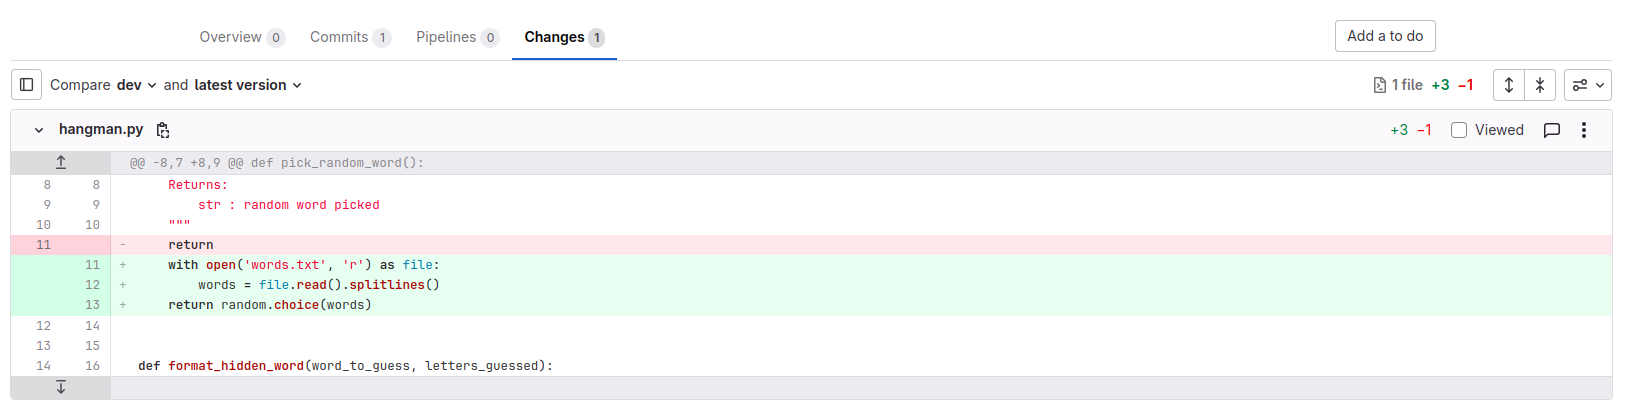 Overview 0 Commits 1 Pipelines 0 Changes 1 Add a to do
Compare dev and latest version 1 file +3 −1
hangman.py +3 −1 Viewed
@@ -8,7 +8,9 @@ def pick_random_word():
8 8 Returns:
9 9 str : random word picked
10 10 """
11 - return
11 + with open('words.txt', 'r') as file:
12 + words = file.read().splitlines()
13 + return random.choice(words)
12 14
13 15
14 16 def format_hidden_word(word_to_guess, letters_guessed):